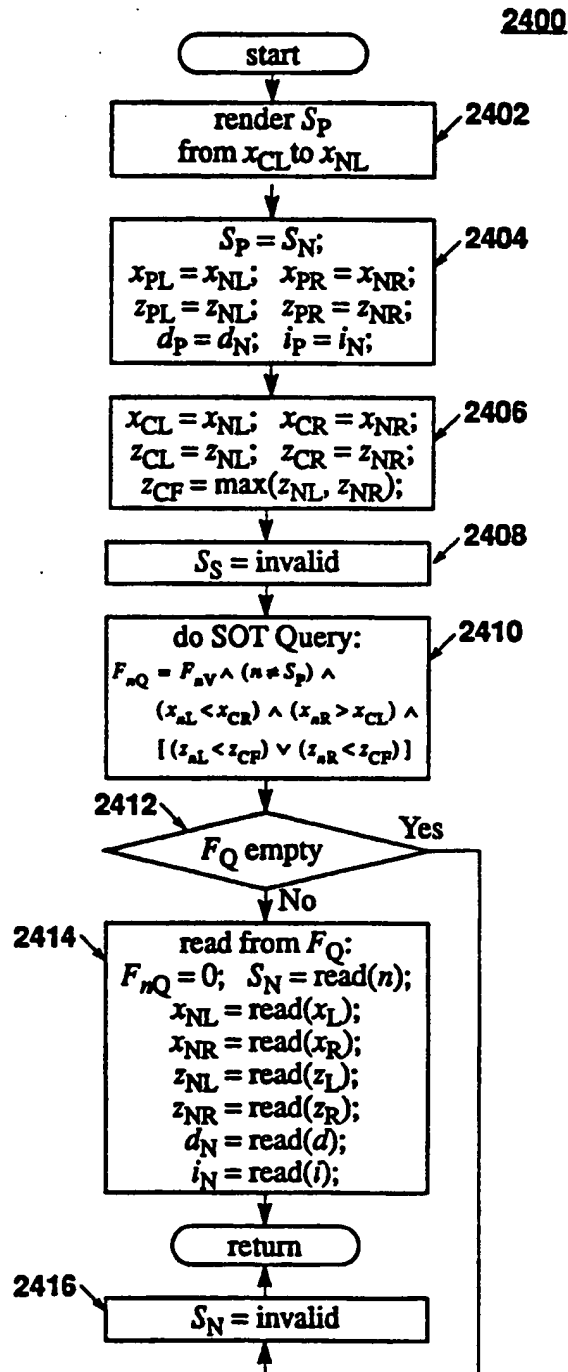 2400
start
render S_P
from x_CL to x_NL
2402
S_P = S_N;
x_PL = x_NL; x_PR = x_NR;
z_PL = z_NL; z_PR = z_NR;
d_P = d_N; i_P = i_N;
2404
x_CL = x_NL; x_CR = x_NR;
z_CL = z_NL; z_CR = z_NR;
z_CF = max(z_NL, z_NR);
2406
S_S = invalid
2408
do SOT Query:
F_nQ = F_nV ∧ (n ≠ S_P) ∧
(x_nL < x_CR) ∧ (x_nR > x_CL) ∧
[(z_nL < z_CF) ∨ (z_nR < z_CF)]
2410
2412
F_Q empty
Yes
No
2414
read from F_Q:
F_nQ = 0; S_N = read(n);
x_NL = read(x_L);
x_NR = read(x_R);
z_NL = read(z_L);
z_NR = read(z_R);
d_N = read(d);
i_N = read(i);
return
2416
S_N = invalid